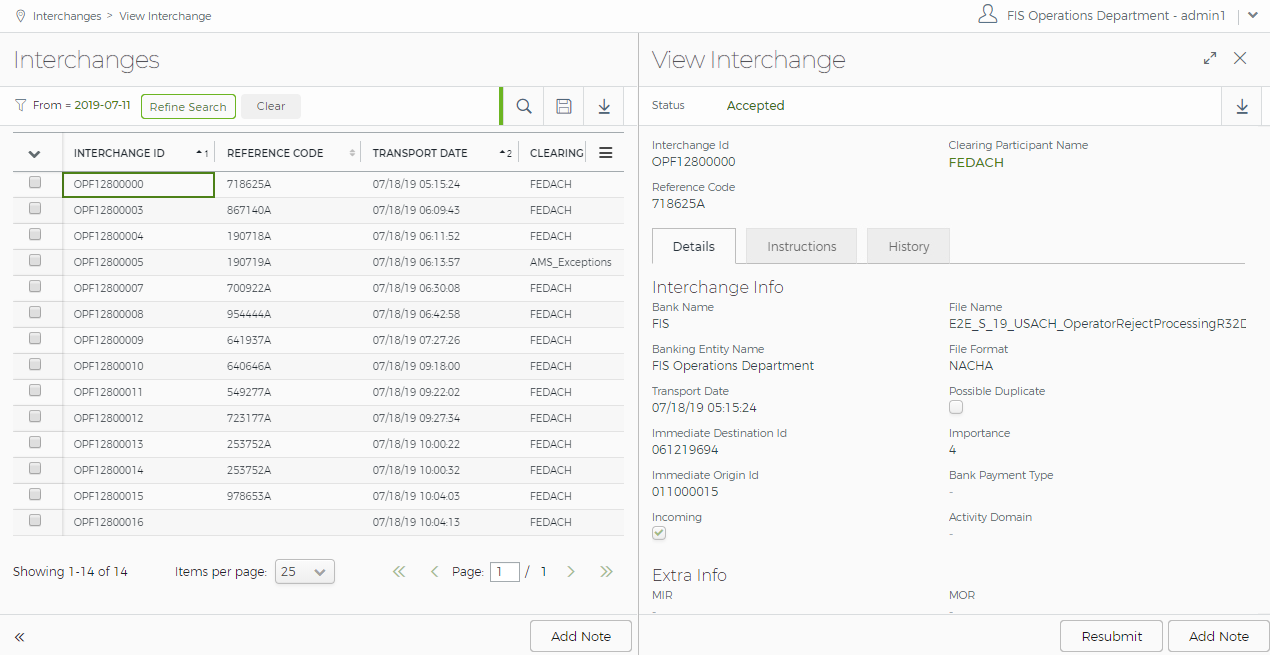 Interchanges > View Interchange
FIS Operations Department - admin1
Interchanges
From = 2019-07-11 Refine Search Clear
INTERCHANGE ID 1 REFERENCE CODE TRANSPORT DATE 2 CLEARING
OPF12800000 718625A 07/18/19 05:15:24 FEDACH
OPF12800003 867140A 07/18/19 06:09:43 FEDACH
OPF12800004 190718A 07/18/19 06:11:52 FEDACH
OPF12800005 190719A 07/18/19 06:13:57 AMS_Exceptions
OPF12800007 700922A 07/18/19 06:30:08 FEDACH
OPF12800008 954444A 07/18/19 06:42:58 FEDACH
OPF12800009 641937A 07/18/19 07:27:26 FEDACH
OPF12800010 640646A 07/18/19 09:18:00 FEDACH
OPF12800011 549277A 07/18/19 09:22:02 FEDACH
OPF12800012 723177A 07/18/19 09:27:34 FEDACH
OPF12800013 253752A 07/18/19 10:00:22 FEDACH
OPF12800014 253752A 07/18/19 10:00:32 FEDACH
OPF12800015 978653A 07/18/19 10:04:03 FEDACH
OPF12800016 07/18/19 10:04:13 FEDACH
Showing 1-14 of 14 Items per page: 25 Page: 1 / 1
Add Note
View Interchange
Status Accepted
Interchange Id Clearing Participant Name
OPF12800000 FEDACH
Reference Code
718625A
Details Instructions History
Interchange Info
Bank Name File Name
FIS E2E_S_19_USACH_OperatorRejectProcessingR32D
Banking Entity Name File Format
FIS Operations Department NACHA
Transport Date Possible Duplicate
07/18/19 05:15:24
Immediate Destination Id Importance
061219694 4
Immediate Origin Id Bank Payment Type
011000015 -
Incoming Activity Domain
-
Extra Info
MIR MOR
- -
Resubmit Add Note